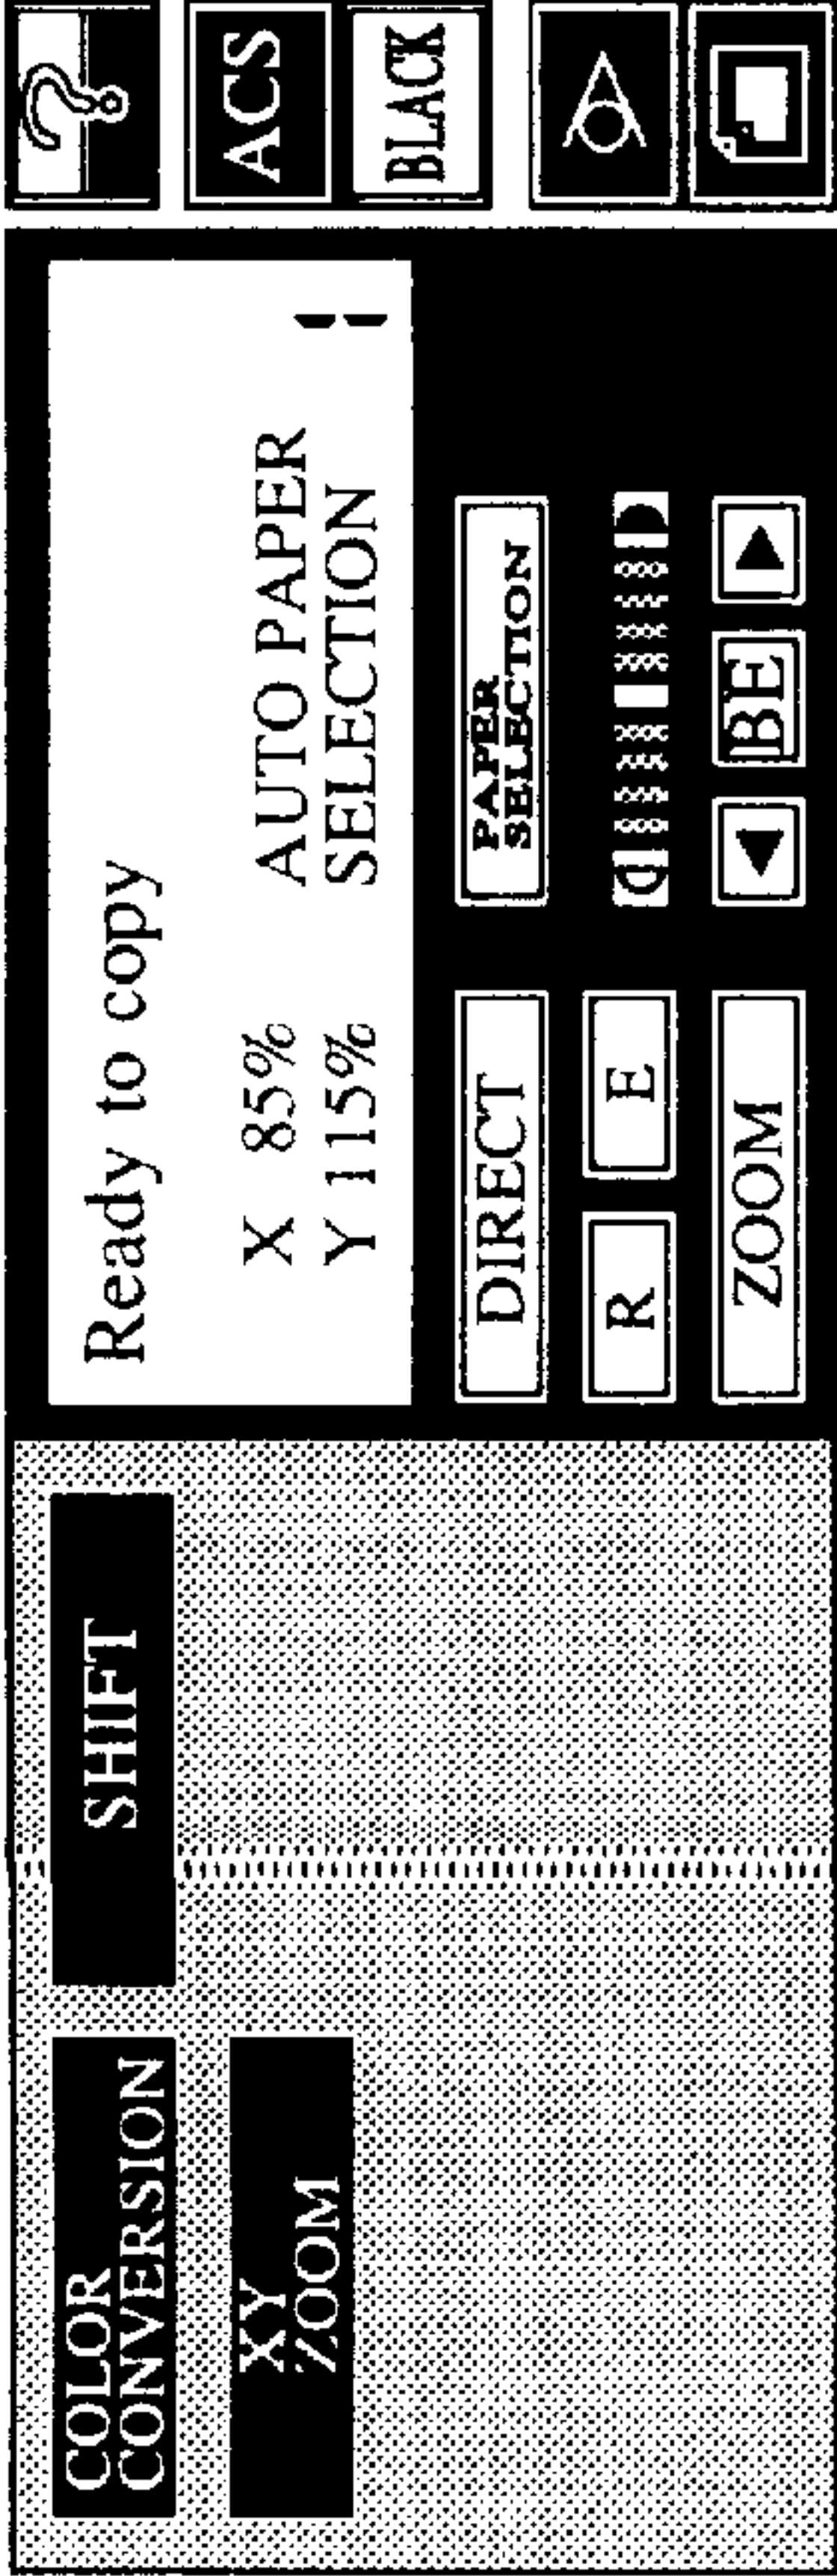 COLOR
CONVERSION
SHIFT
XY
ZOOM
Ready to copy
X 85%
Y 115%
AUTO PAPER
SELECTION
1
DIRECT
PAPER
SELECTION
R
E
ZOOM
BE
?
ACS
BLACK
A